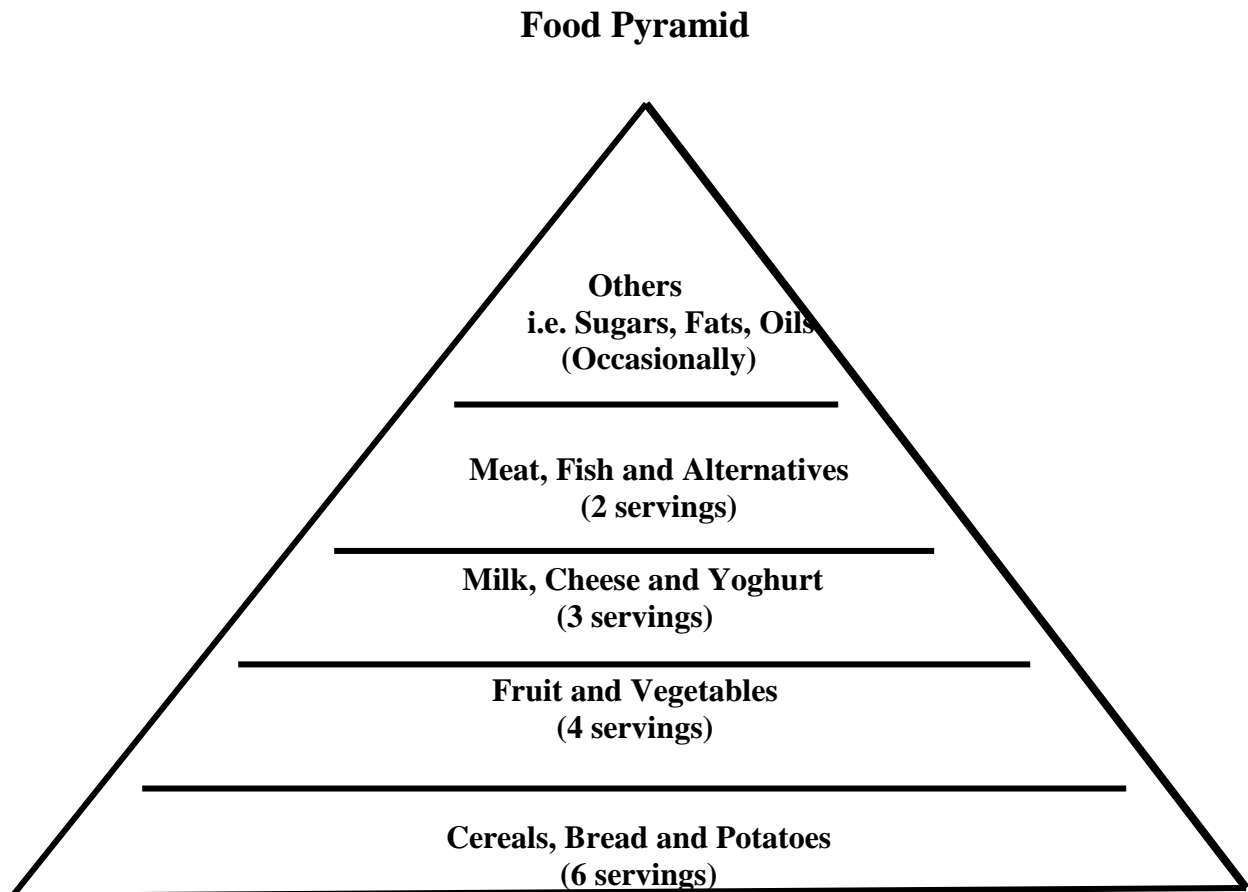 Food Pyramid
Others
i.e. Sugars, Fats, Oils
(Occasionally)
Meat, Fish and Alternatives
(2 servings)
Milk, Cheese and Yoghurt
(3 servings)
Fruit and Vegetables
(4 servings)
Cereals, Bread and Potatoes
(6 servings)